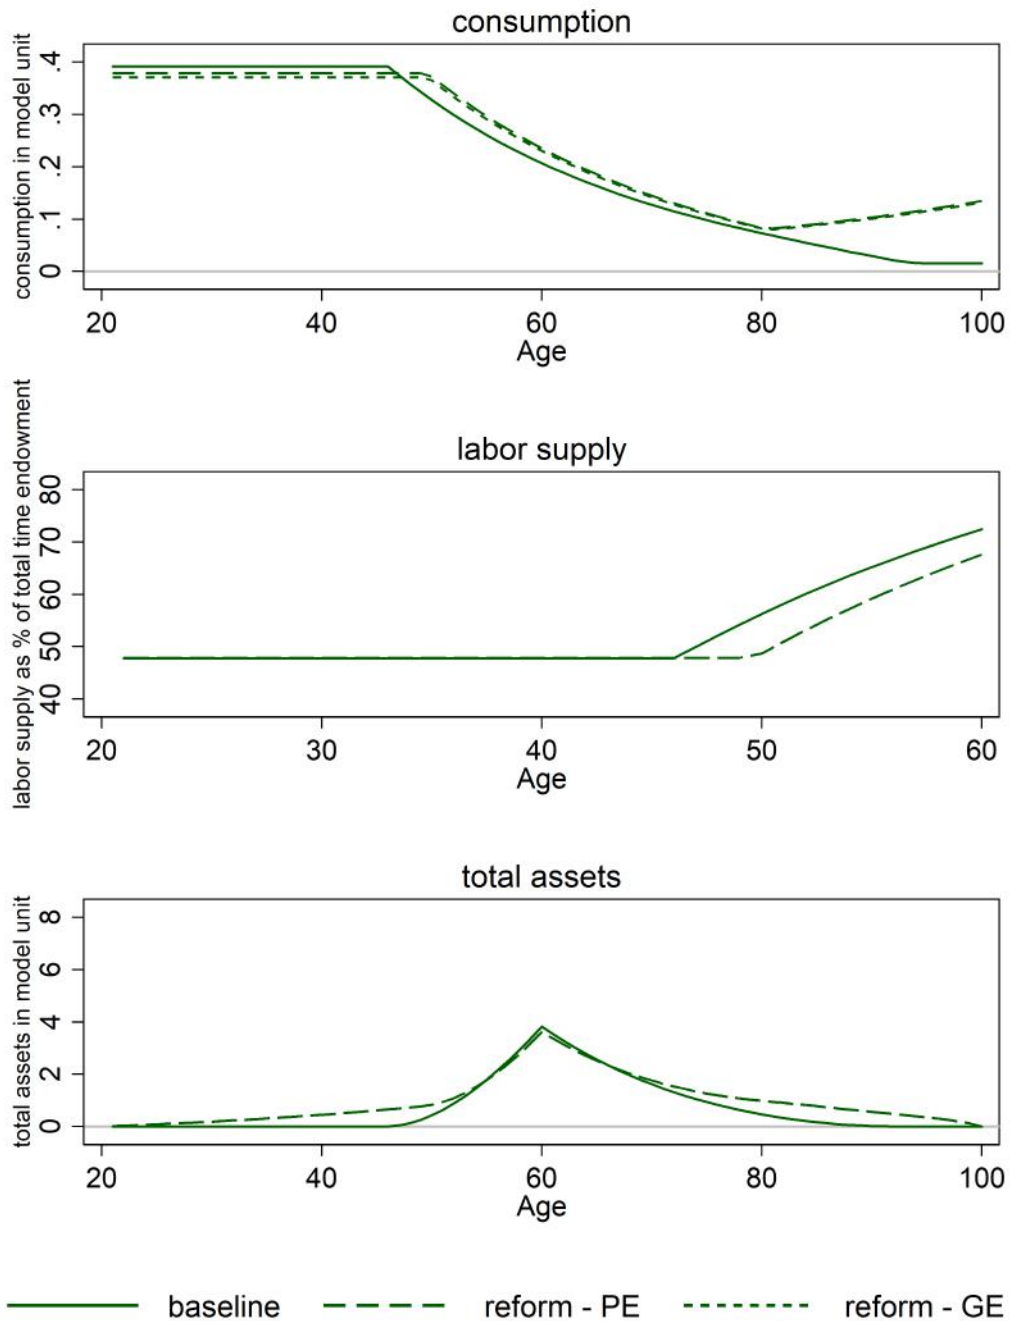 consumption
consumption in model unit
.4
.3
.2
.1
0
20 40 60 80 100
Age
labor supply
labor supply as % of total time endowment
80
70
60
50
40
20 30 40 50 60
Age
total assets
total assets in model unit
8
6
4
2
0
20 40 60 80 100
Age
baseline reform - PE reform - GE